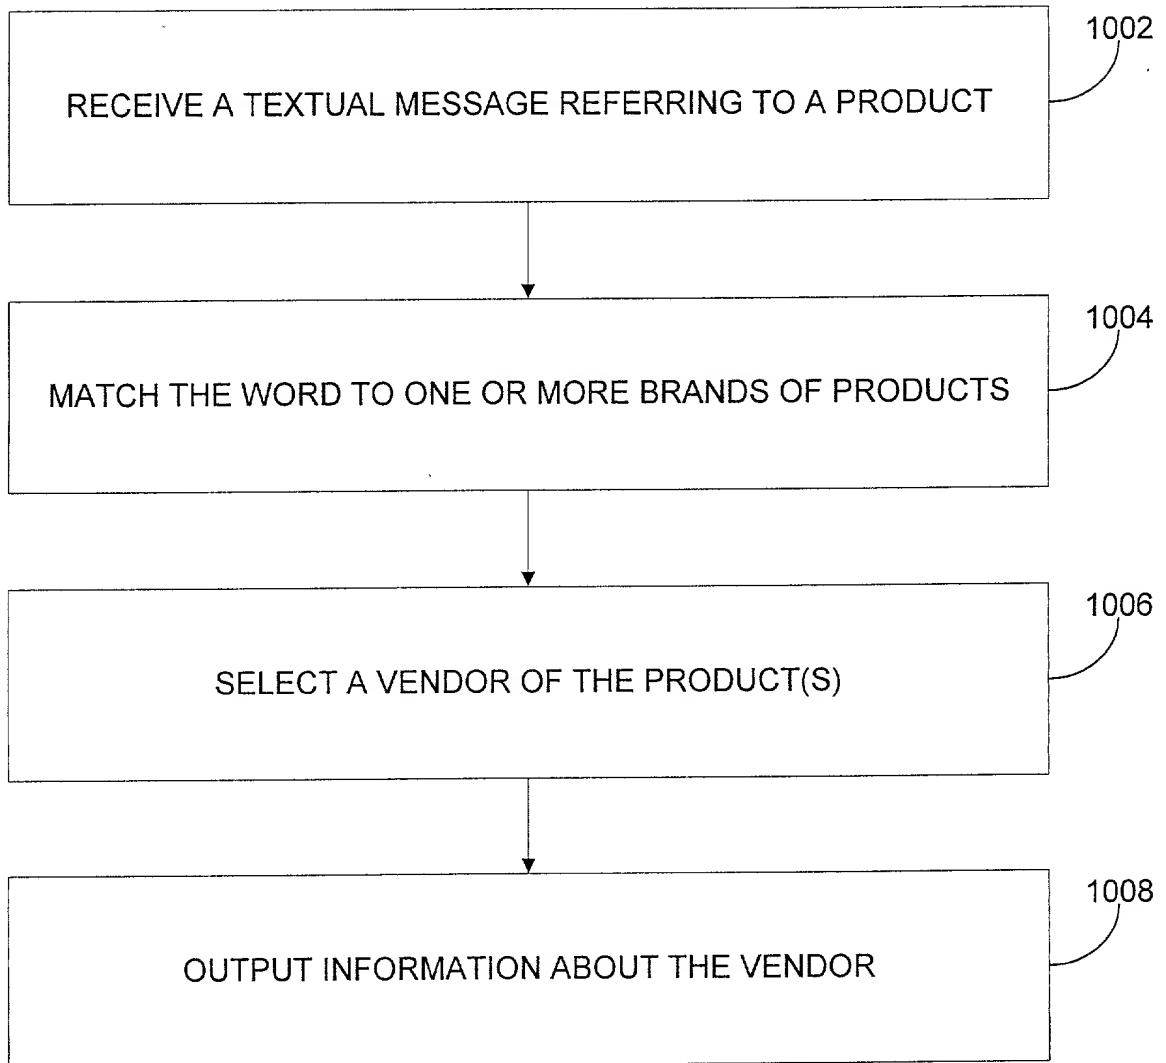 1002
RECEIVE A TEXTUAL MESSAGE REFERRING TO A PRODUCT
1004
MATCH THE WORD TO ONE OR MORE BRANDS OF PRODUCTS
1006
SELECT A VENDOR OF THE PRODUCT(S)
1008
OUTPUT INFORMATION ABOUT THE VENDOR